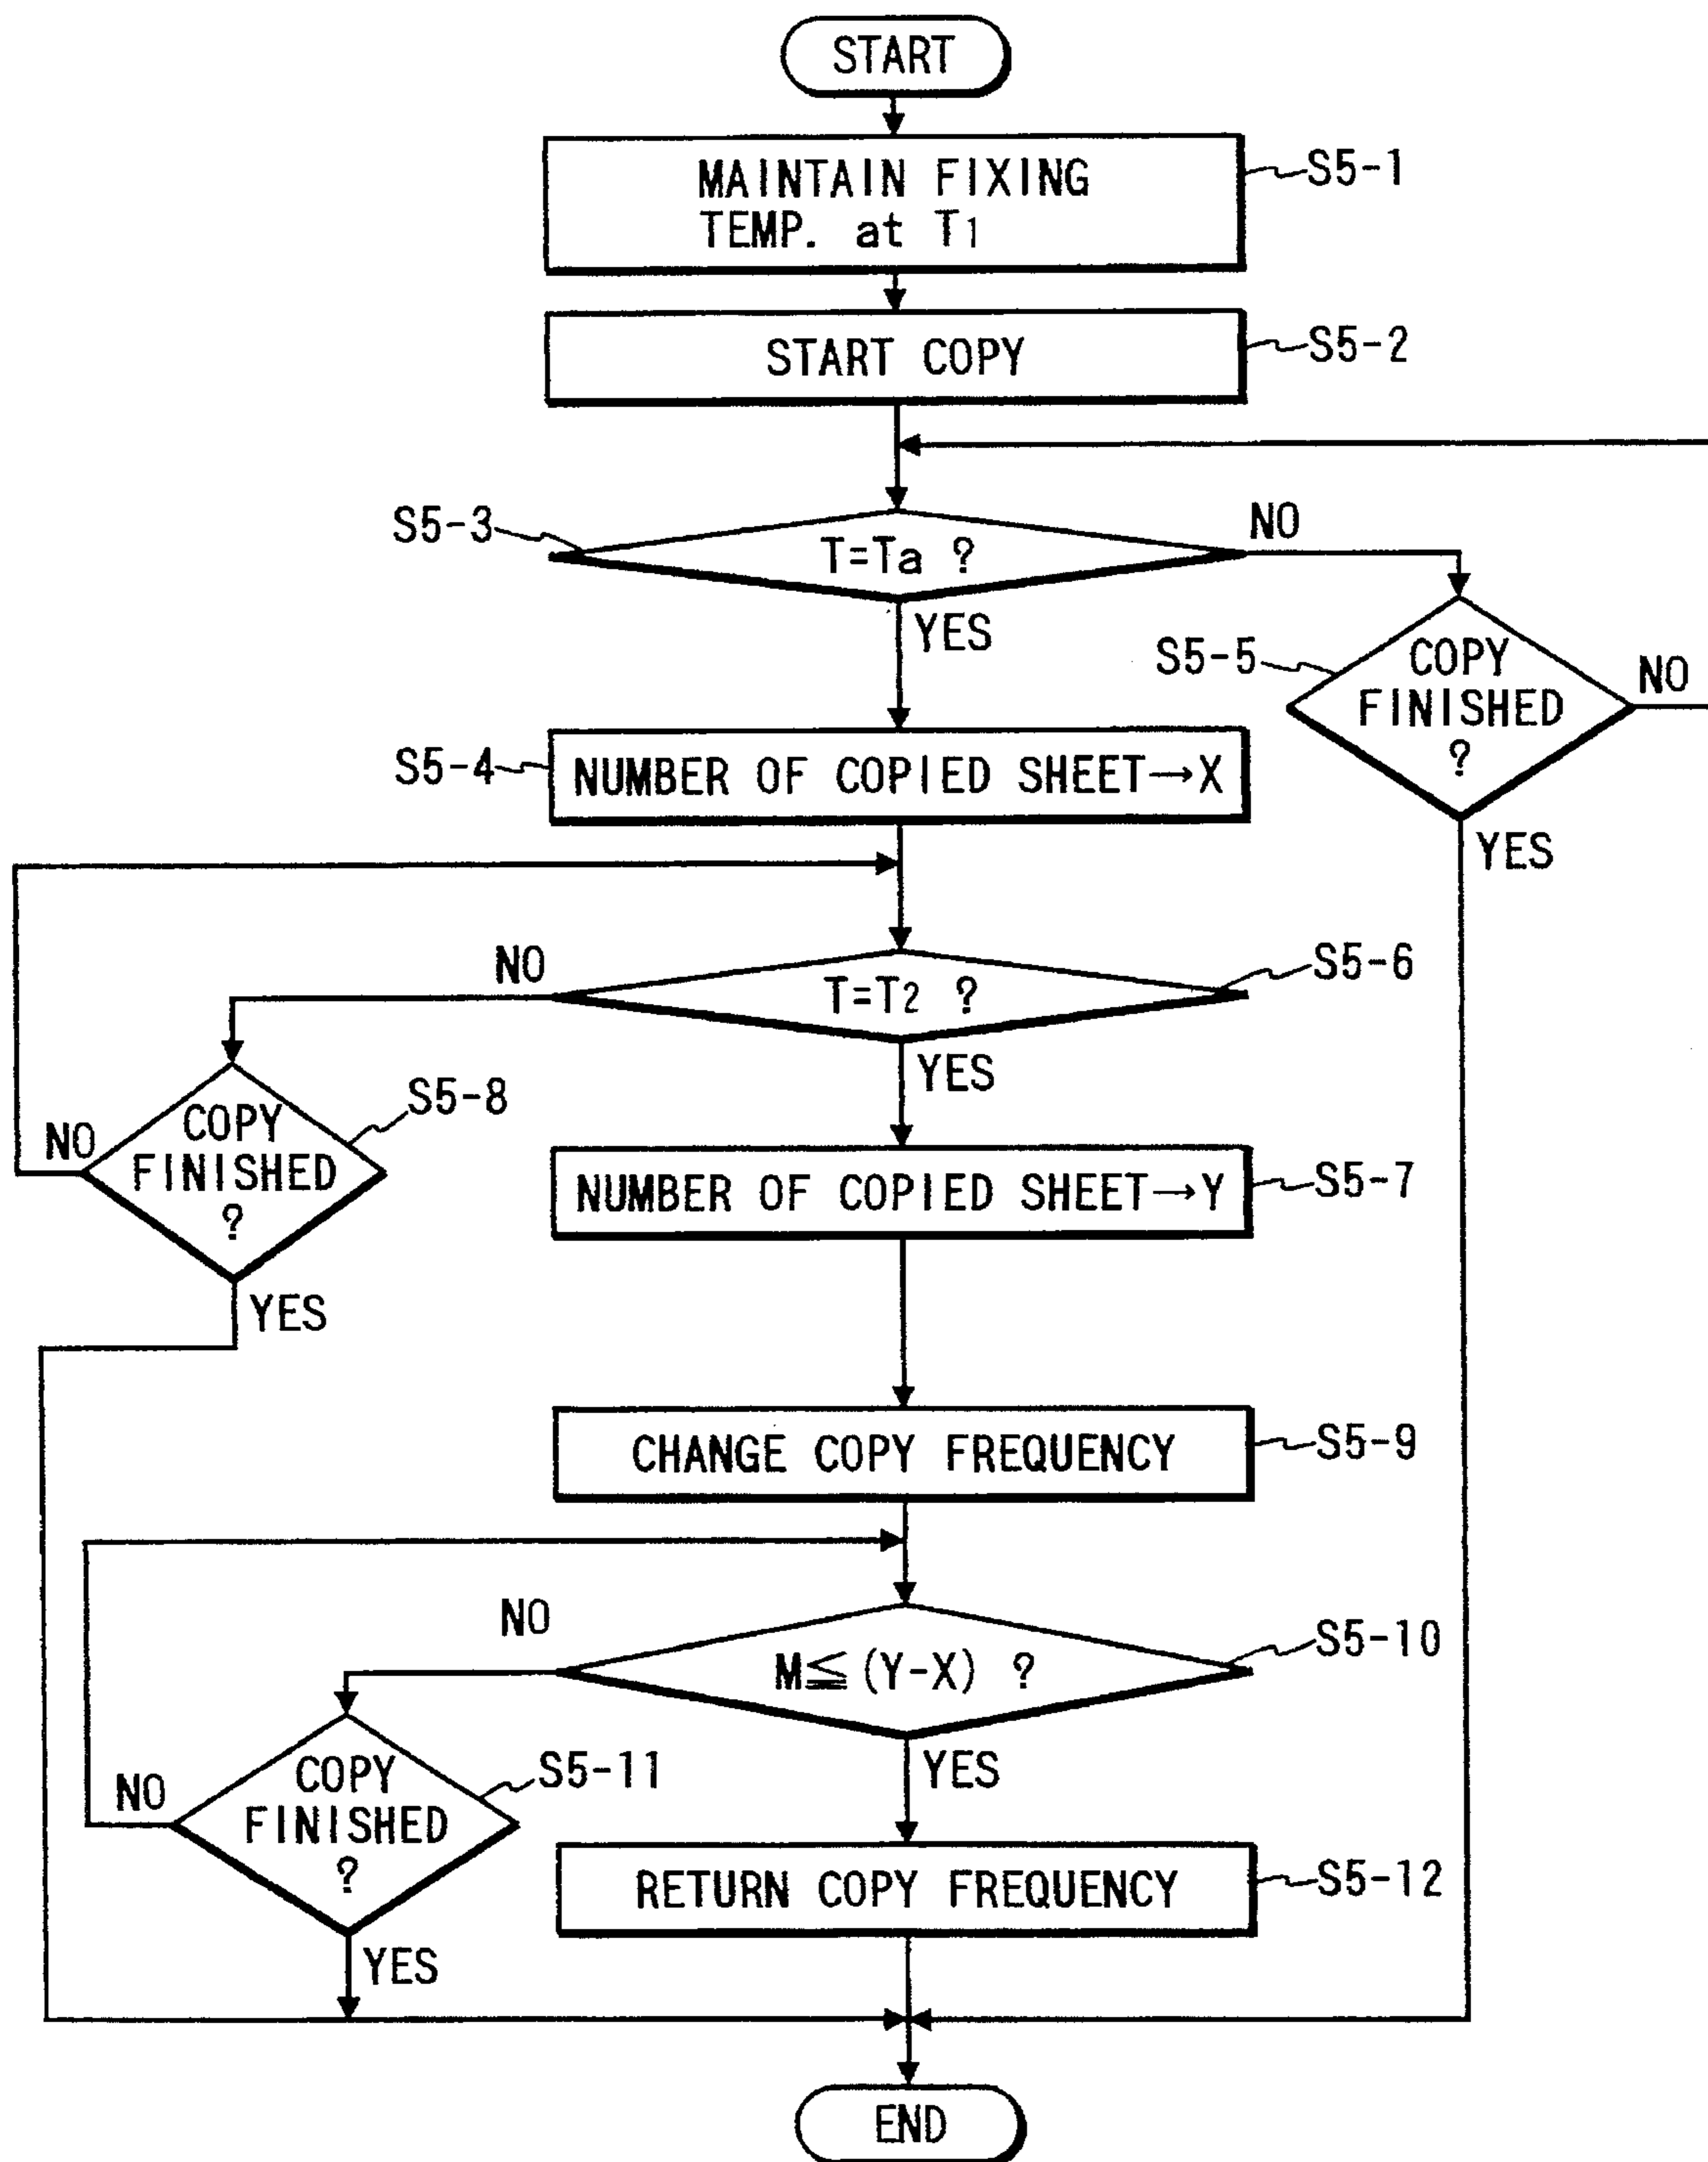 START
MAINTAIN FIXING
TEMP. at T1
S5-1
START COPY
S5-2
S5-3
T=Ta ?
NO
YES
S5-5
COPY
FINISHED
?
NO
YES
S5-4
NUMBER OF COPIED SHEET→X
NO
T=T2 ?
S5-6
YES
COPY
FINISHED
?
S5-8
NO
YES
NUMBER OF COPIED SHEET→Y
S5-7
CHANGE COPY FREQUENCY
S5-9
NO
M≦(Y-X) ?
S5-10
YES
COPY
FINISHED
?
S5-11
NO
YES
RETURN COPY FREQUENCY
S5-12
END